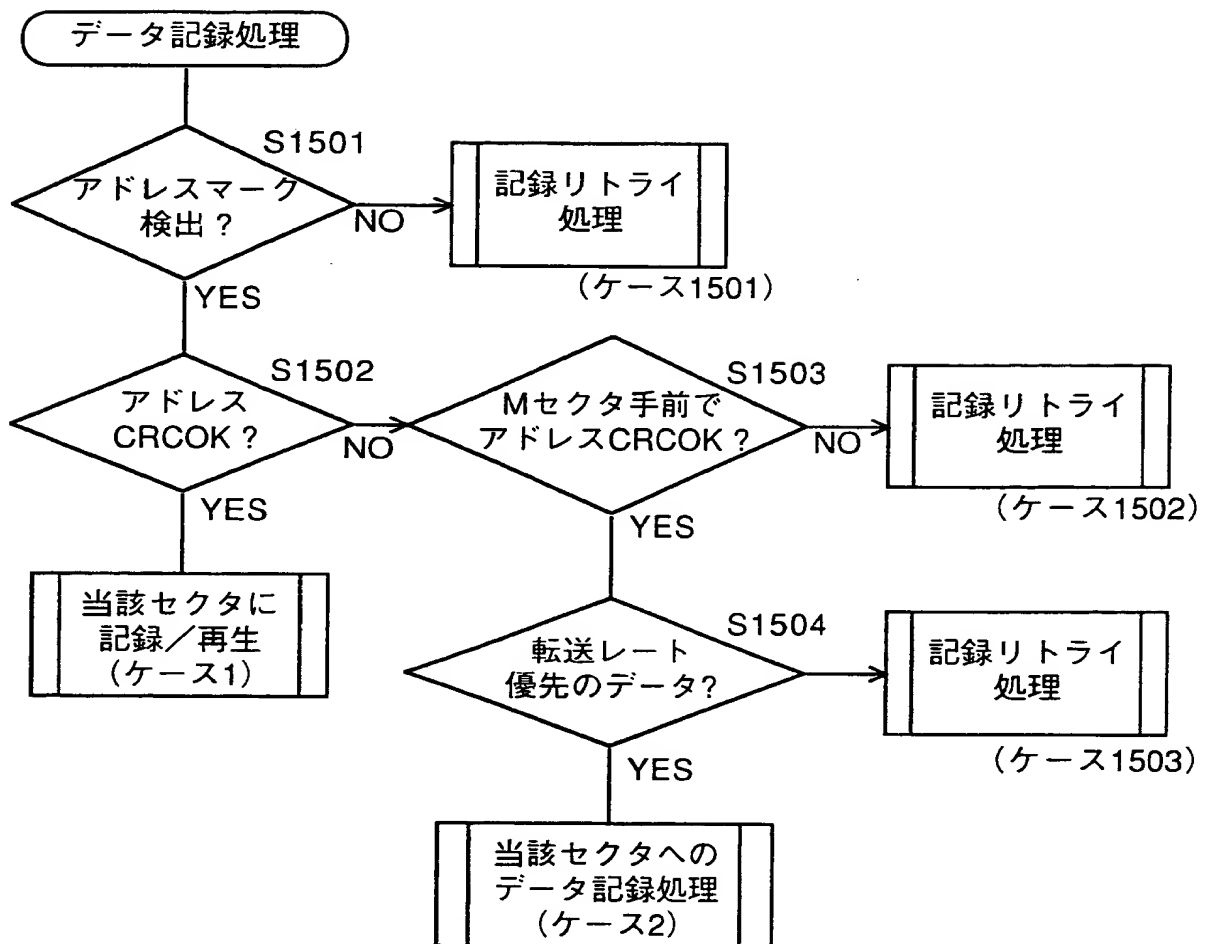 データ記録処理
S1501
アドレスマーク
検出？
NO
記録リトライ
処理
（ケース1501）
YES
S1502
アドレス
CRCOK？
NO
S1503
Mセクタ手前で
アドレスCRCOK？
NO
記録リトライ
処理
（ケース1502）
YES
YES
当該セクタに
記録／再生
（ケース1）
S1504
転送レート
優先のデータ?
記録リトライ
処理
（ケース1503）
YES
当該セクタへの
データ記録処理
（ケース2）